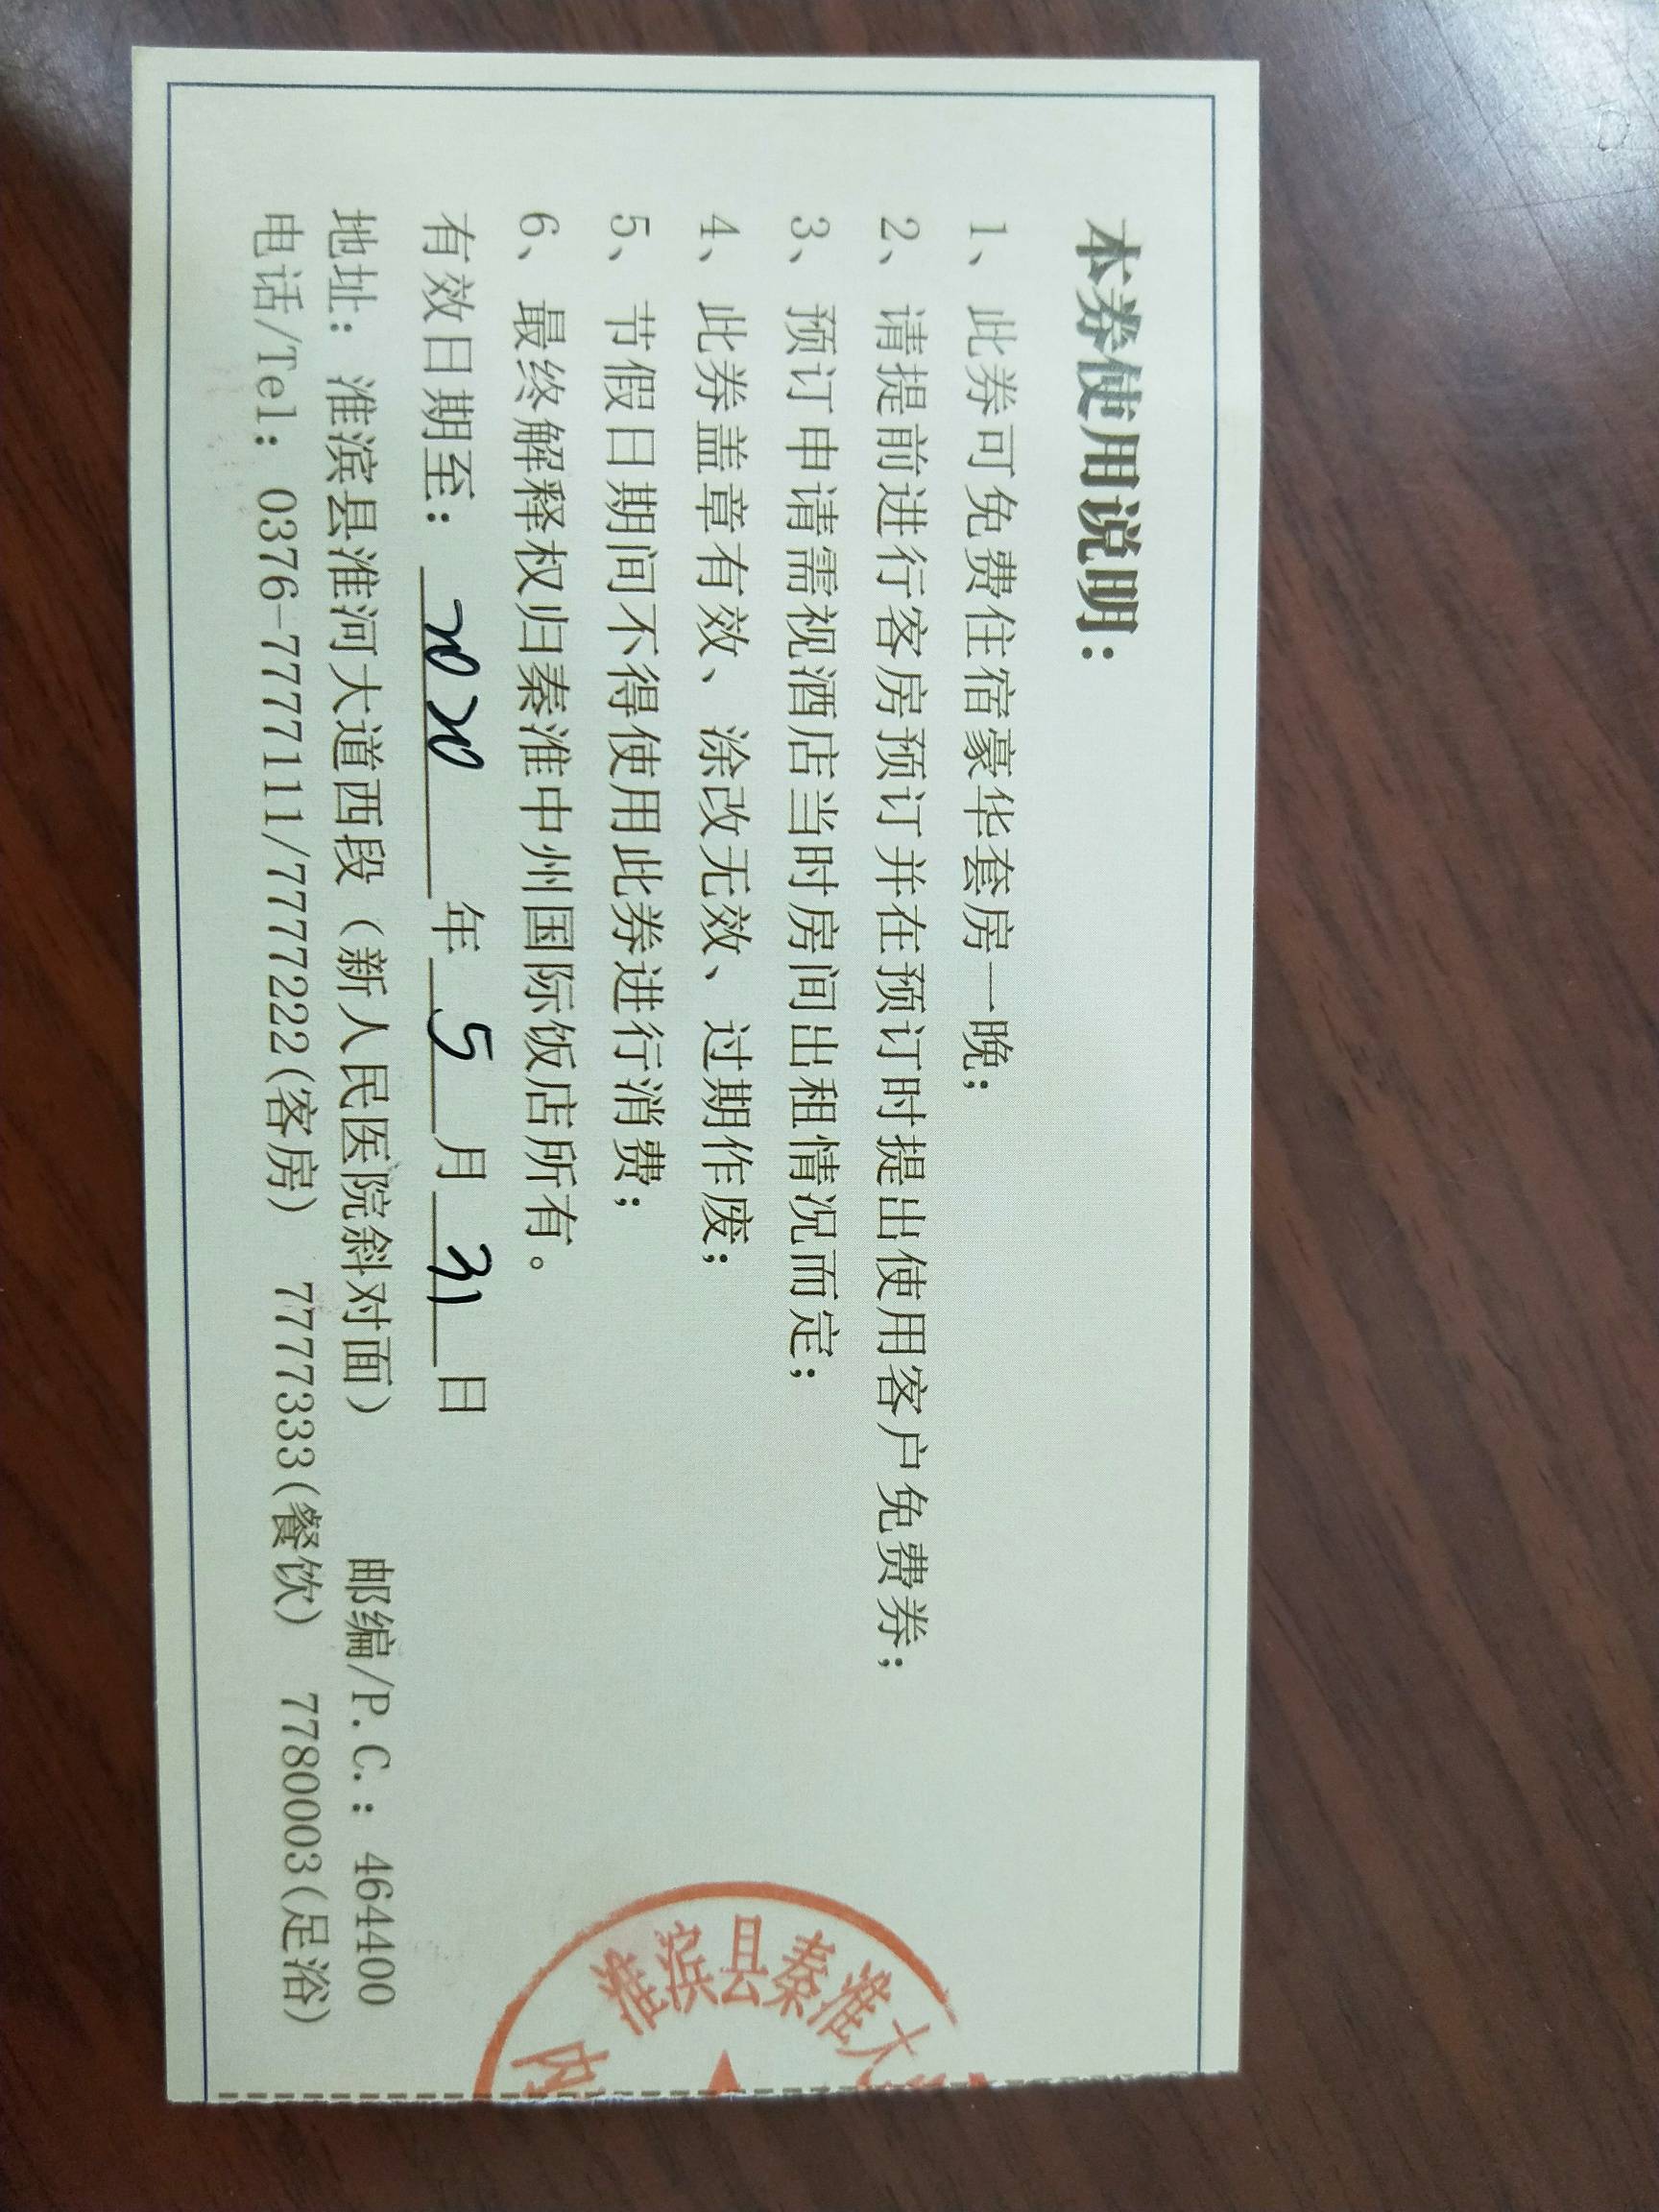 本券使用说明：
1、此券可免费住宿豪华套房一晚；
2、请提前进行客房预订并在预订时提出使用客户免费券；
3、预订申请需视酒店当时房间出租情况而定；
4、此券盖章有效、涂改无效、过期作废；
5、节假日期间不得使用此券进行消费；
6、最终解释权归秦淮中州国际饭店所有。
有效日期至：2020年5月31日
地址：淮滨县淮河大道西段（新人民医院斜对面） 邮编/P.C.：464400
电话/Tel：0376-7777111/7777222(客房) 7777333(餐饮) 7780003(足浴)
淮滨县秦淮大